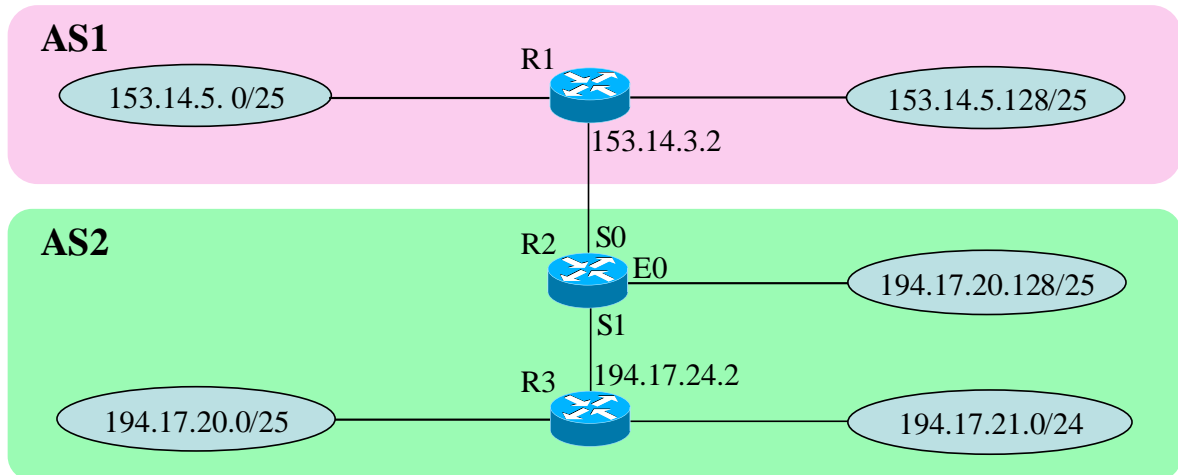 AS1
R1
153.14.5. 0/25
153.14.5.128/25
153.14.3.2
AS2
R2
S0
E0
194.17.20.128/25
S1
R3
194.17.24.2
194.17.20.0/25
194.17.21.0/24